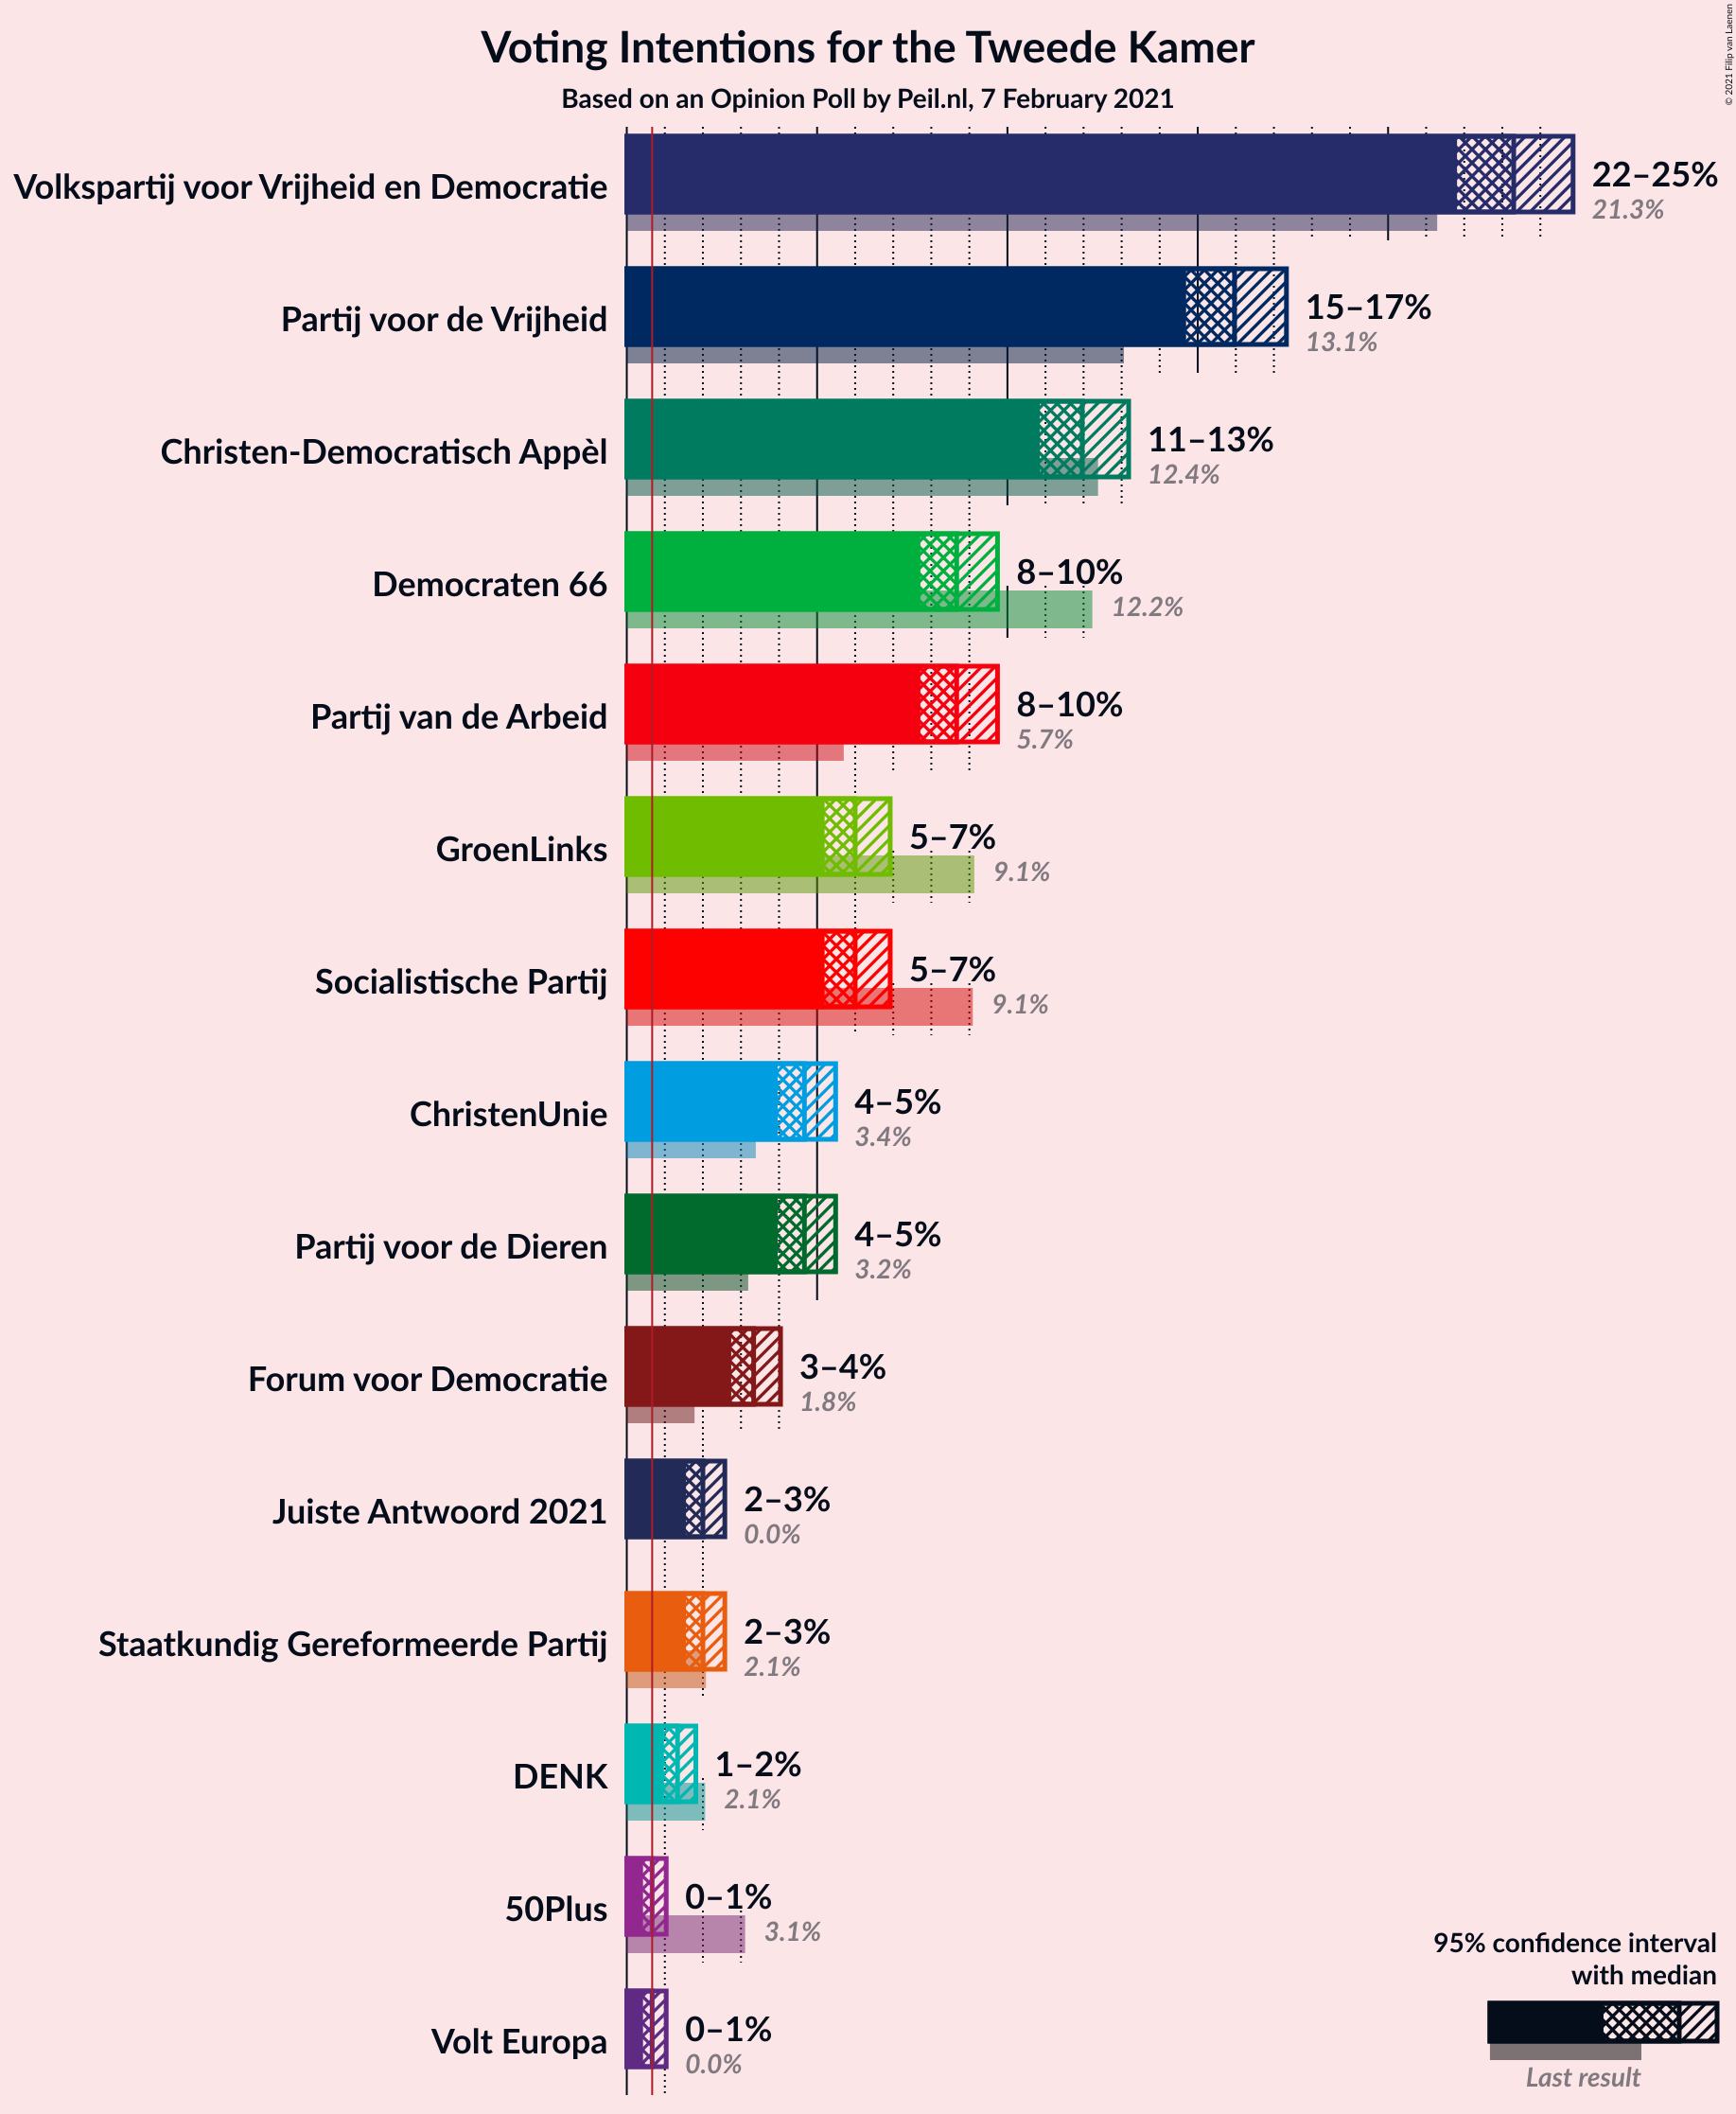 Voting Intentions for the Tweede Kamer
Based on an Opinion Poll by Peil.nl, 7 February 2021
© 2021 Filip van Laenen
Volkspartij voor Vrijheid en Democratie
22–25%
21.3%
Partij voor de Vrijheid
15–17%
13.1%
Christen-Democratisch Appèl
11–13%
12.4%
Democraten 66
8–10%
12.2%
Partij van de Arbeid
8–10%
5.7%
GroenLinks
5–7%
9.1%
Socialistische Partij
5–7%
9.1%
ChristenUnie
4–5%
3.4%
Partij voor de Dieren
4–5%
3.2%
Forum voor Democratie
3–4%
1.8%
Juiste Antwoord 2021
2–3%
0.0%
Staatkundig Gereformeerde Partij
2–3%
2.1%
DENK
1–2%
2.1%
50Plus
0–1%
3.1%
Volt Europa
0–1%
0.0%
95% confidence interval
with median
Last result